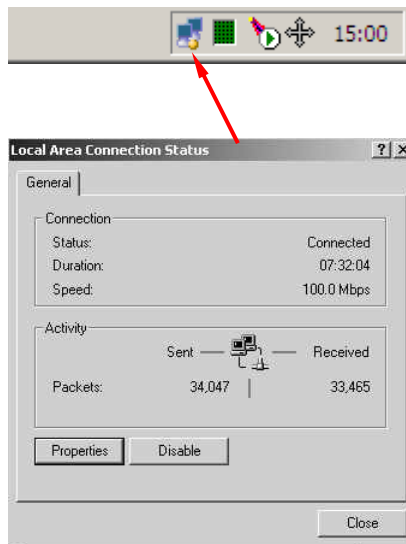 15:00
Local Area Connection Status
General
Connection
Status: Connected
Duration: 07:32:04
Speed: 100.0 Mbps
Activity
Sent Received
Packets: 34,047 33,465
Properties Disable
Close